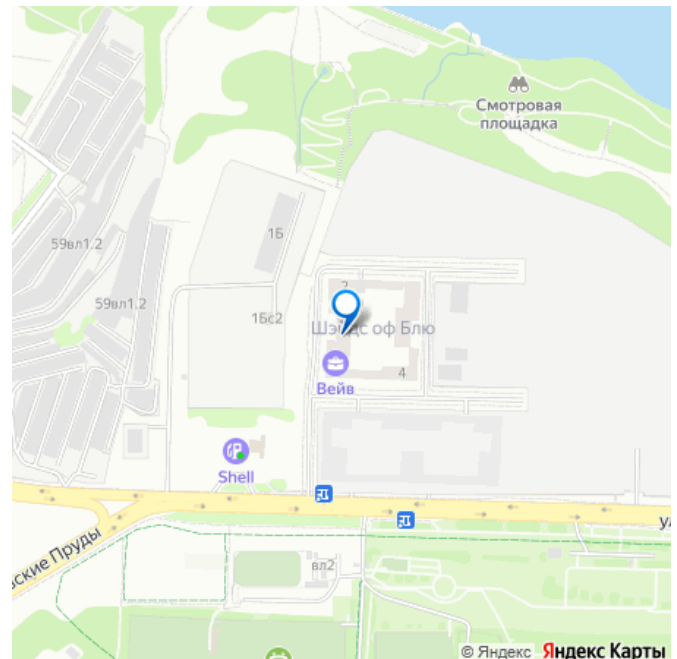 Смотровая
площадка
1Б
59вл1.2
59вл1.2
1Бс2
2
Шэйдс оф Блю
Вейв
4
Shell
ул
вские Пруды
вл2
© Яндекс Яндекс Карты